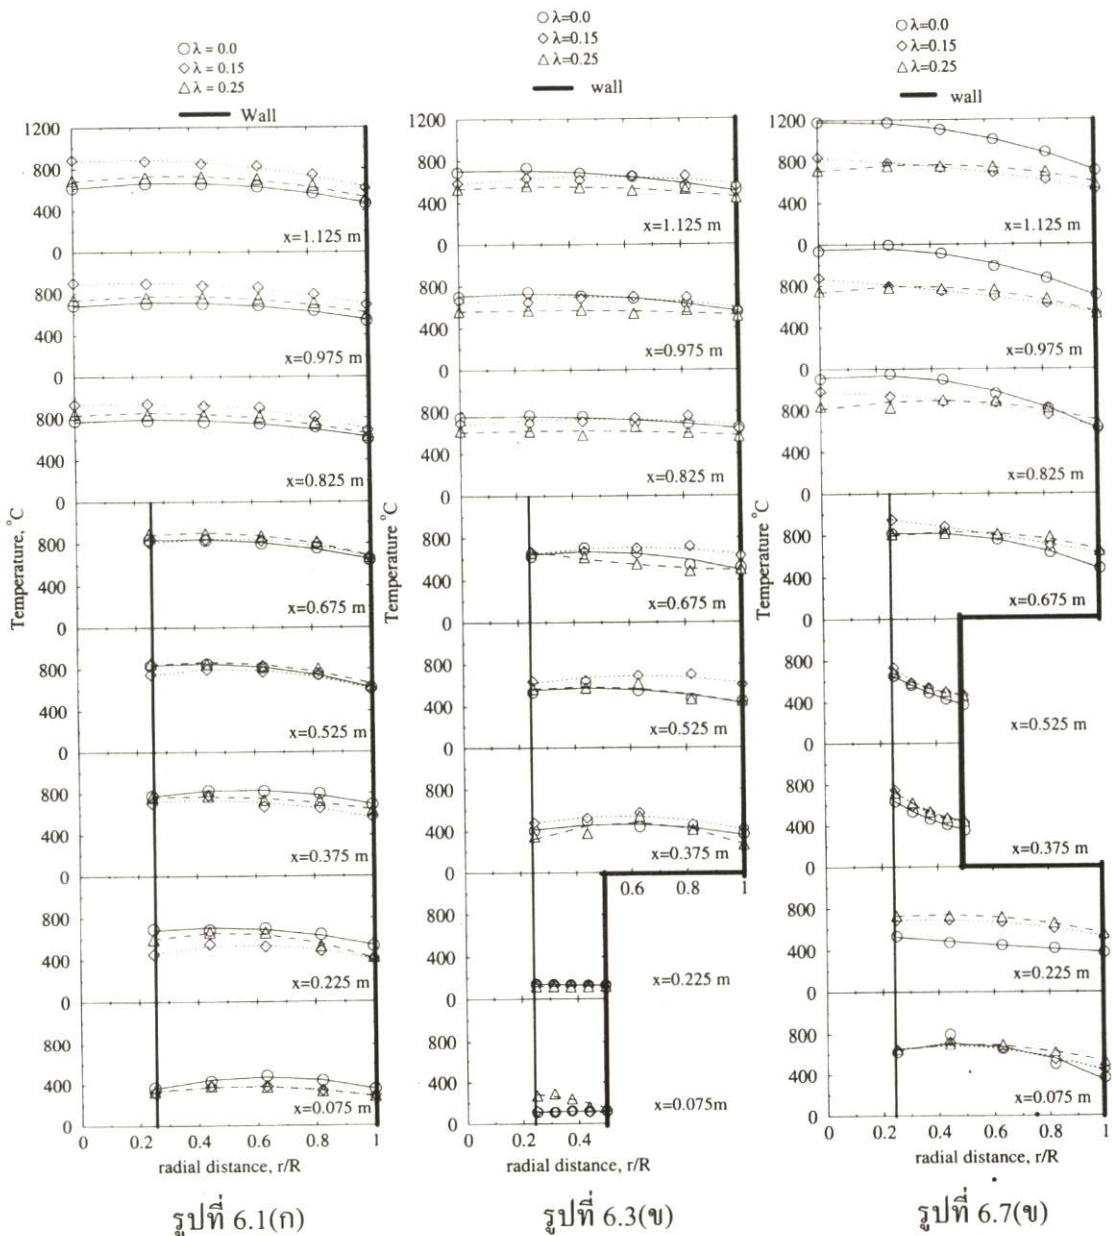 λ = 0.0
λ = 0.15
λ = 0.25
Wall
1200
800
400
0
x=1.125 m
800
400
0
x=0.975 m
800
400
0
x=0.825 m
800
400
0
x=0.675 m
800
400
0
x=0.525 m
800
400
0
x=0.375 m
800
400
0
x=0.225 m
800
400
0
x=0.075 m
Temperature, °C
0 0.2 0.4 0.6 0.8 1
radial distance, r/R
รูปที่ 6.1(ก)
λ=0.0
λ=0.15
λ=0.25
wall
1200
800
400
0
x=1.125 m
800
400
0
x=0.975 m
800
400
0
x=0.825 m
800
400
0
x=0.675 m
800
400
0
x=0.525 m
800
400
0
x=0.375 m
0.6 0.8 1
800
400
0
x=0.225 m
800
400
0
x=0.075m
Temperature °C
0 0.2 0.4
radial distance, r/R
รูปที่ 6.3(ข)
λ=0.0
λ=0.15
λ=0.25
wall
1200
800
400
0
x=1.125 m
800
400
0
x=0.975 m
800
400
0
x=0.825 m
800
400
0
x=0.675 m
800
400
0
x=0.525 m
800
400
0
x=0.375 m
800
400
0
x=0.225 m
800
400
0
x=0.075 m
Temperature °C
0 0.2 0.4 0.6 0.8 1
radial distance, r/R
รูปที่ 6.7(ข)